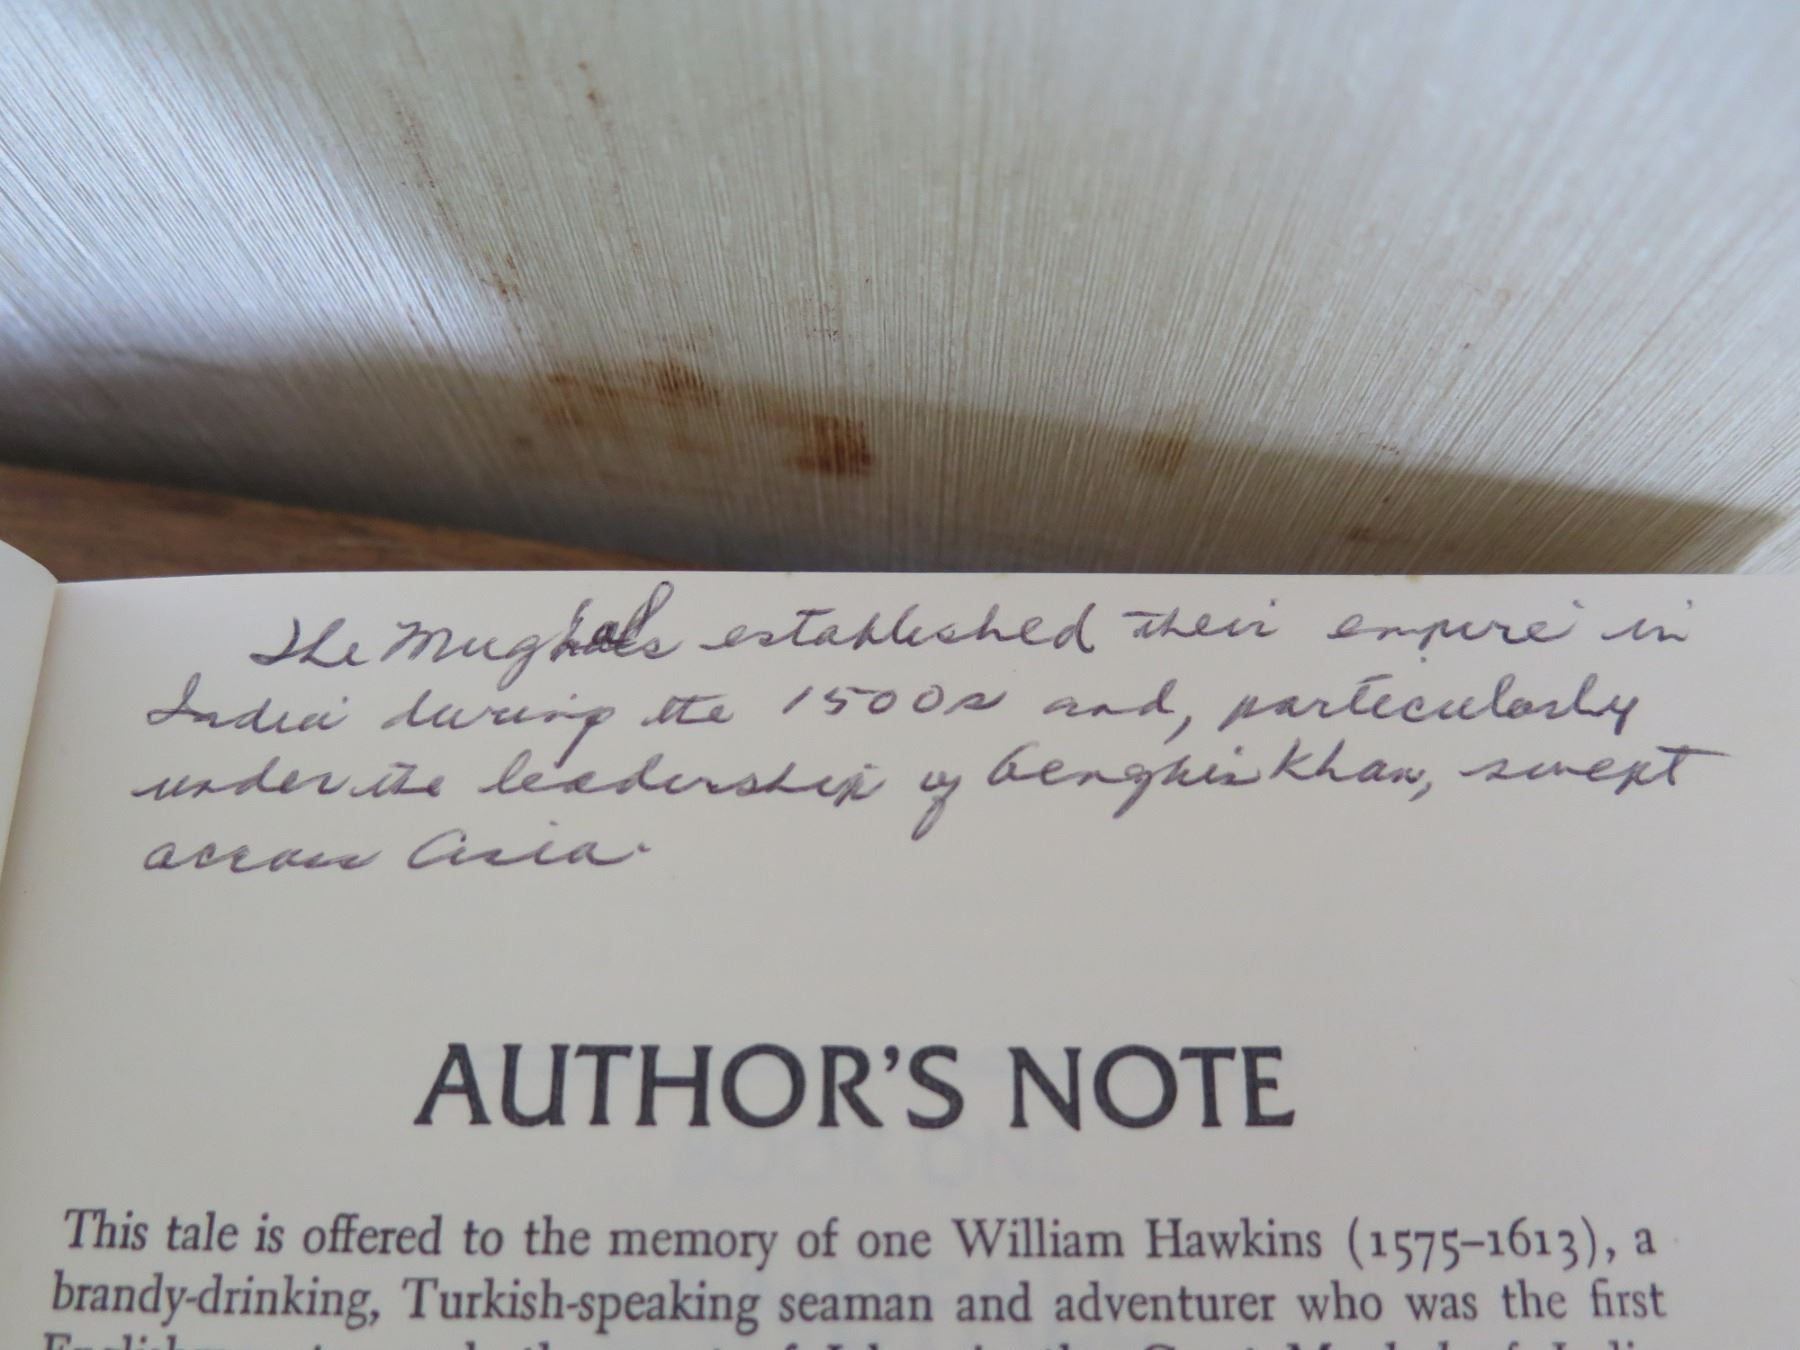 The Mughals established their empire in
India during the 1500s and, particularly
under the leadership of Genghis Khan, swept
across Asia.
AUTHOR'S NOTE
This tale is offered to the memory of one William Hawkins (1575–1613), a
brandy-drinking, Turkish-speaking seaman and adventurer who was the first